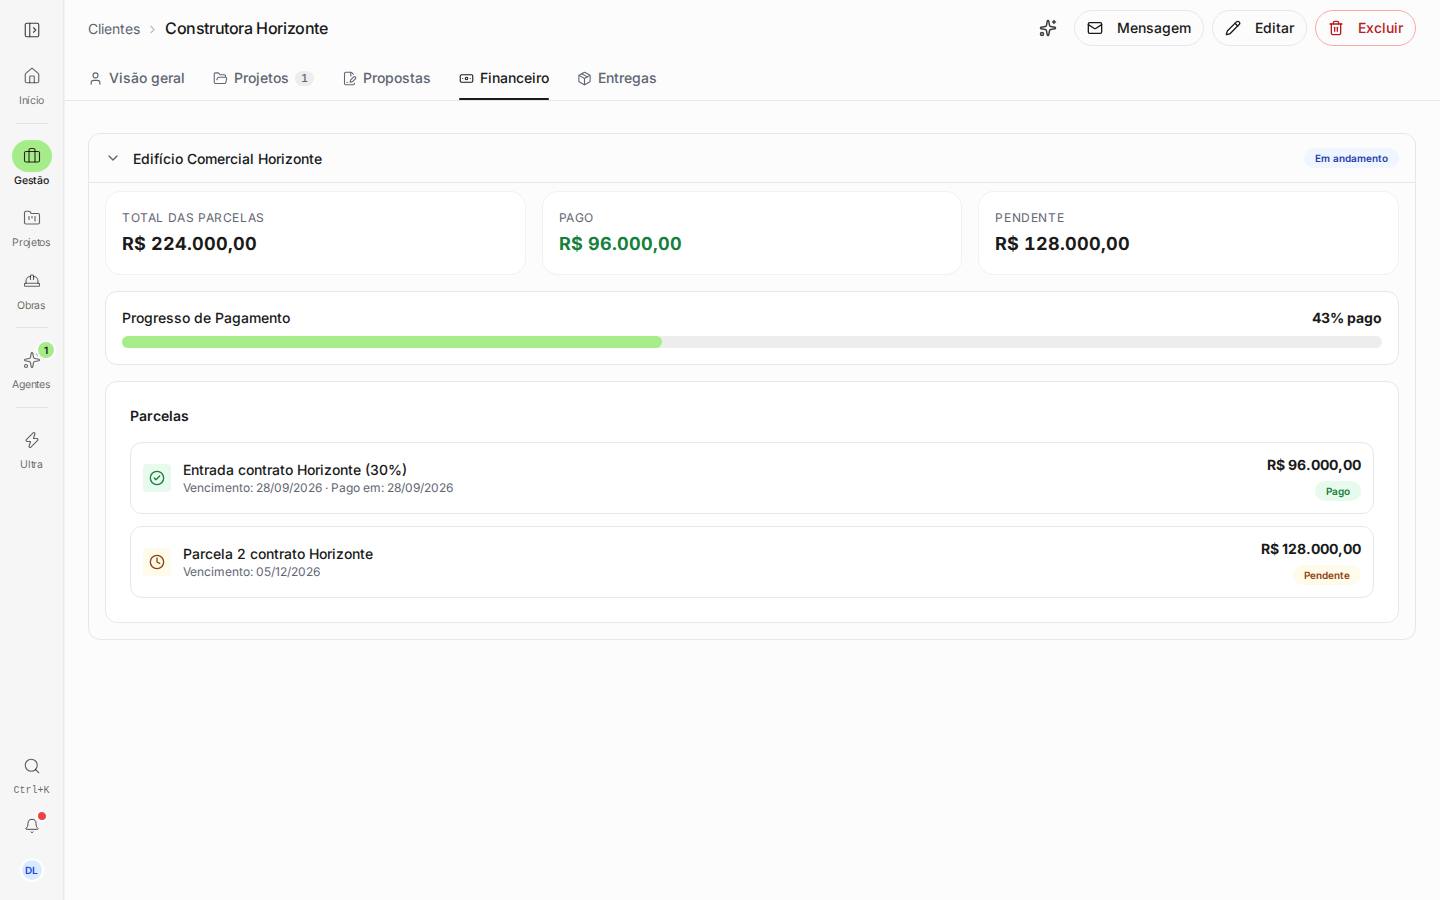 Clientes > Construtora Horizonte
Mensagem
Editar
Excluir
Visão geral
Projetos 1
Propostas
Financeiro
Entregas
Início
Gestão
Projetos
Obras
1
Agentes
Ultra
Ctrl+K
DL
Edifício Comercial Horizonte
Em andamento
TOTAL DAS PARCELAS
R$ 224.000,00
PAGO
R$ 96.000,00
PENDENTE
R$ 128.000,00
Progresso de Pagamento
43% pago
Parcelas
Entrada contrato Horizonte (30%)
Vencimento: 28/09/2026 · Pago em: 28/09/2026
R$ 96.000,00
Pago
Parcela 2 contrato Horizonte
Vencimento: 05/12/2026
R$ 128.000,00
Pendente